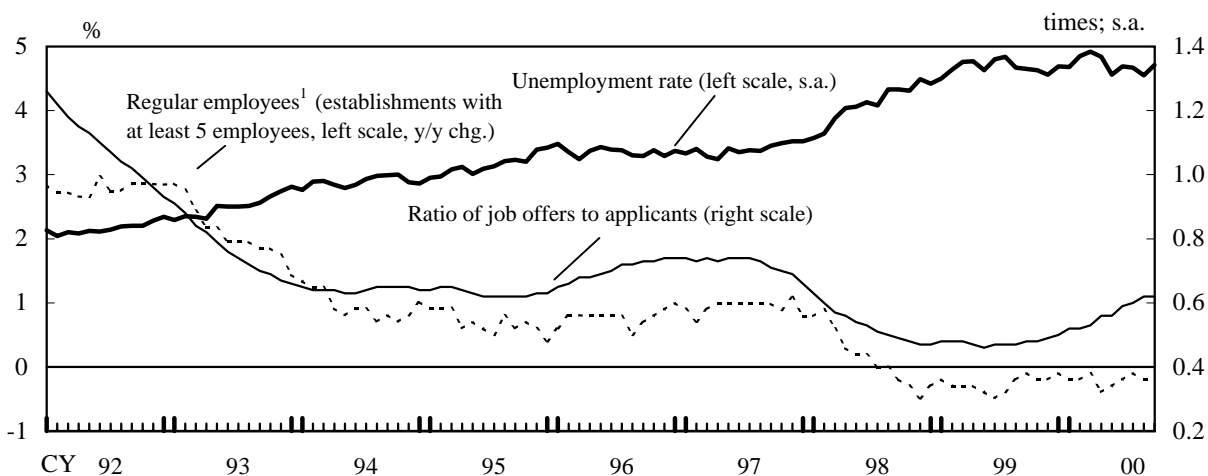 % times; s.a.
5 1.4
Unemployment rate (left scale, s.a.)
Regular employees¹ (establishments with
at least 5 employees, left scale, y/y chg.)
4 1.2
3 1.0
Ratio of job offers to applicants (right scale)
2 0.8
1 0.6
0 0.4
-1 0.2
CY 92 93 94 95 96 97 98 99 00